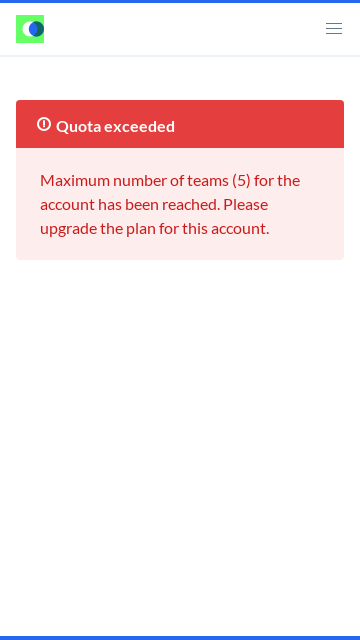 Quota exceeded
Maximum number of teams (5) for the
account has been reached. Please
upgrade the plan for this account.